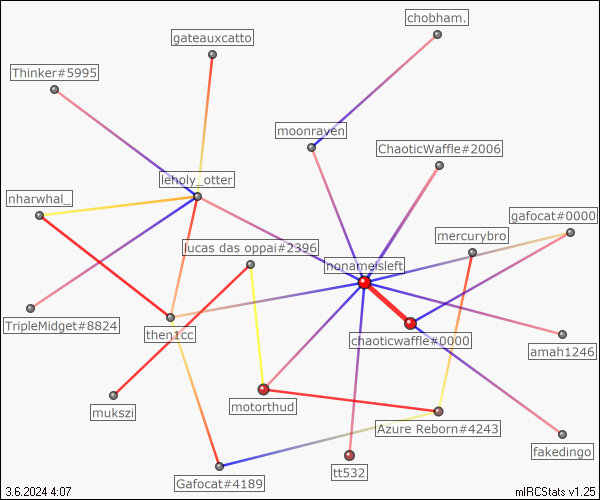 chobham.
gateauxcatto
Thinker#5995
moonraven
ChaoticWaffle#2006
leholy_otter
nharwhal_
gafocat#0000
mercurybro
lucas das oppai#2396
nonameisleft
TripleMidget#8824
then1cc
chaoticwaffle#0000
amah1246
mukszi
motorthud
Azure Reborn#4243
fakedingo
tt532
Gafocat#4189
3.6.2024 4:07
mIRCStats v1.25